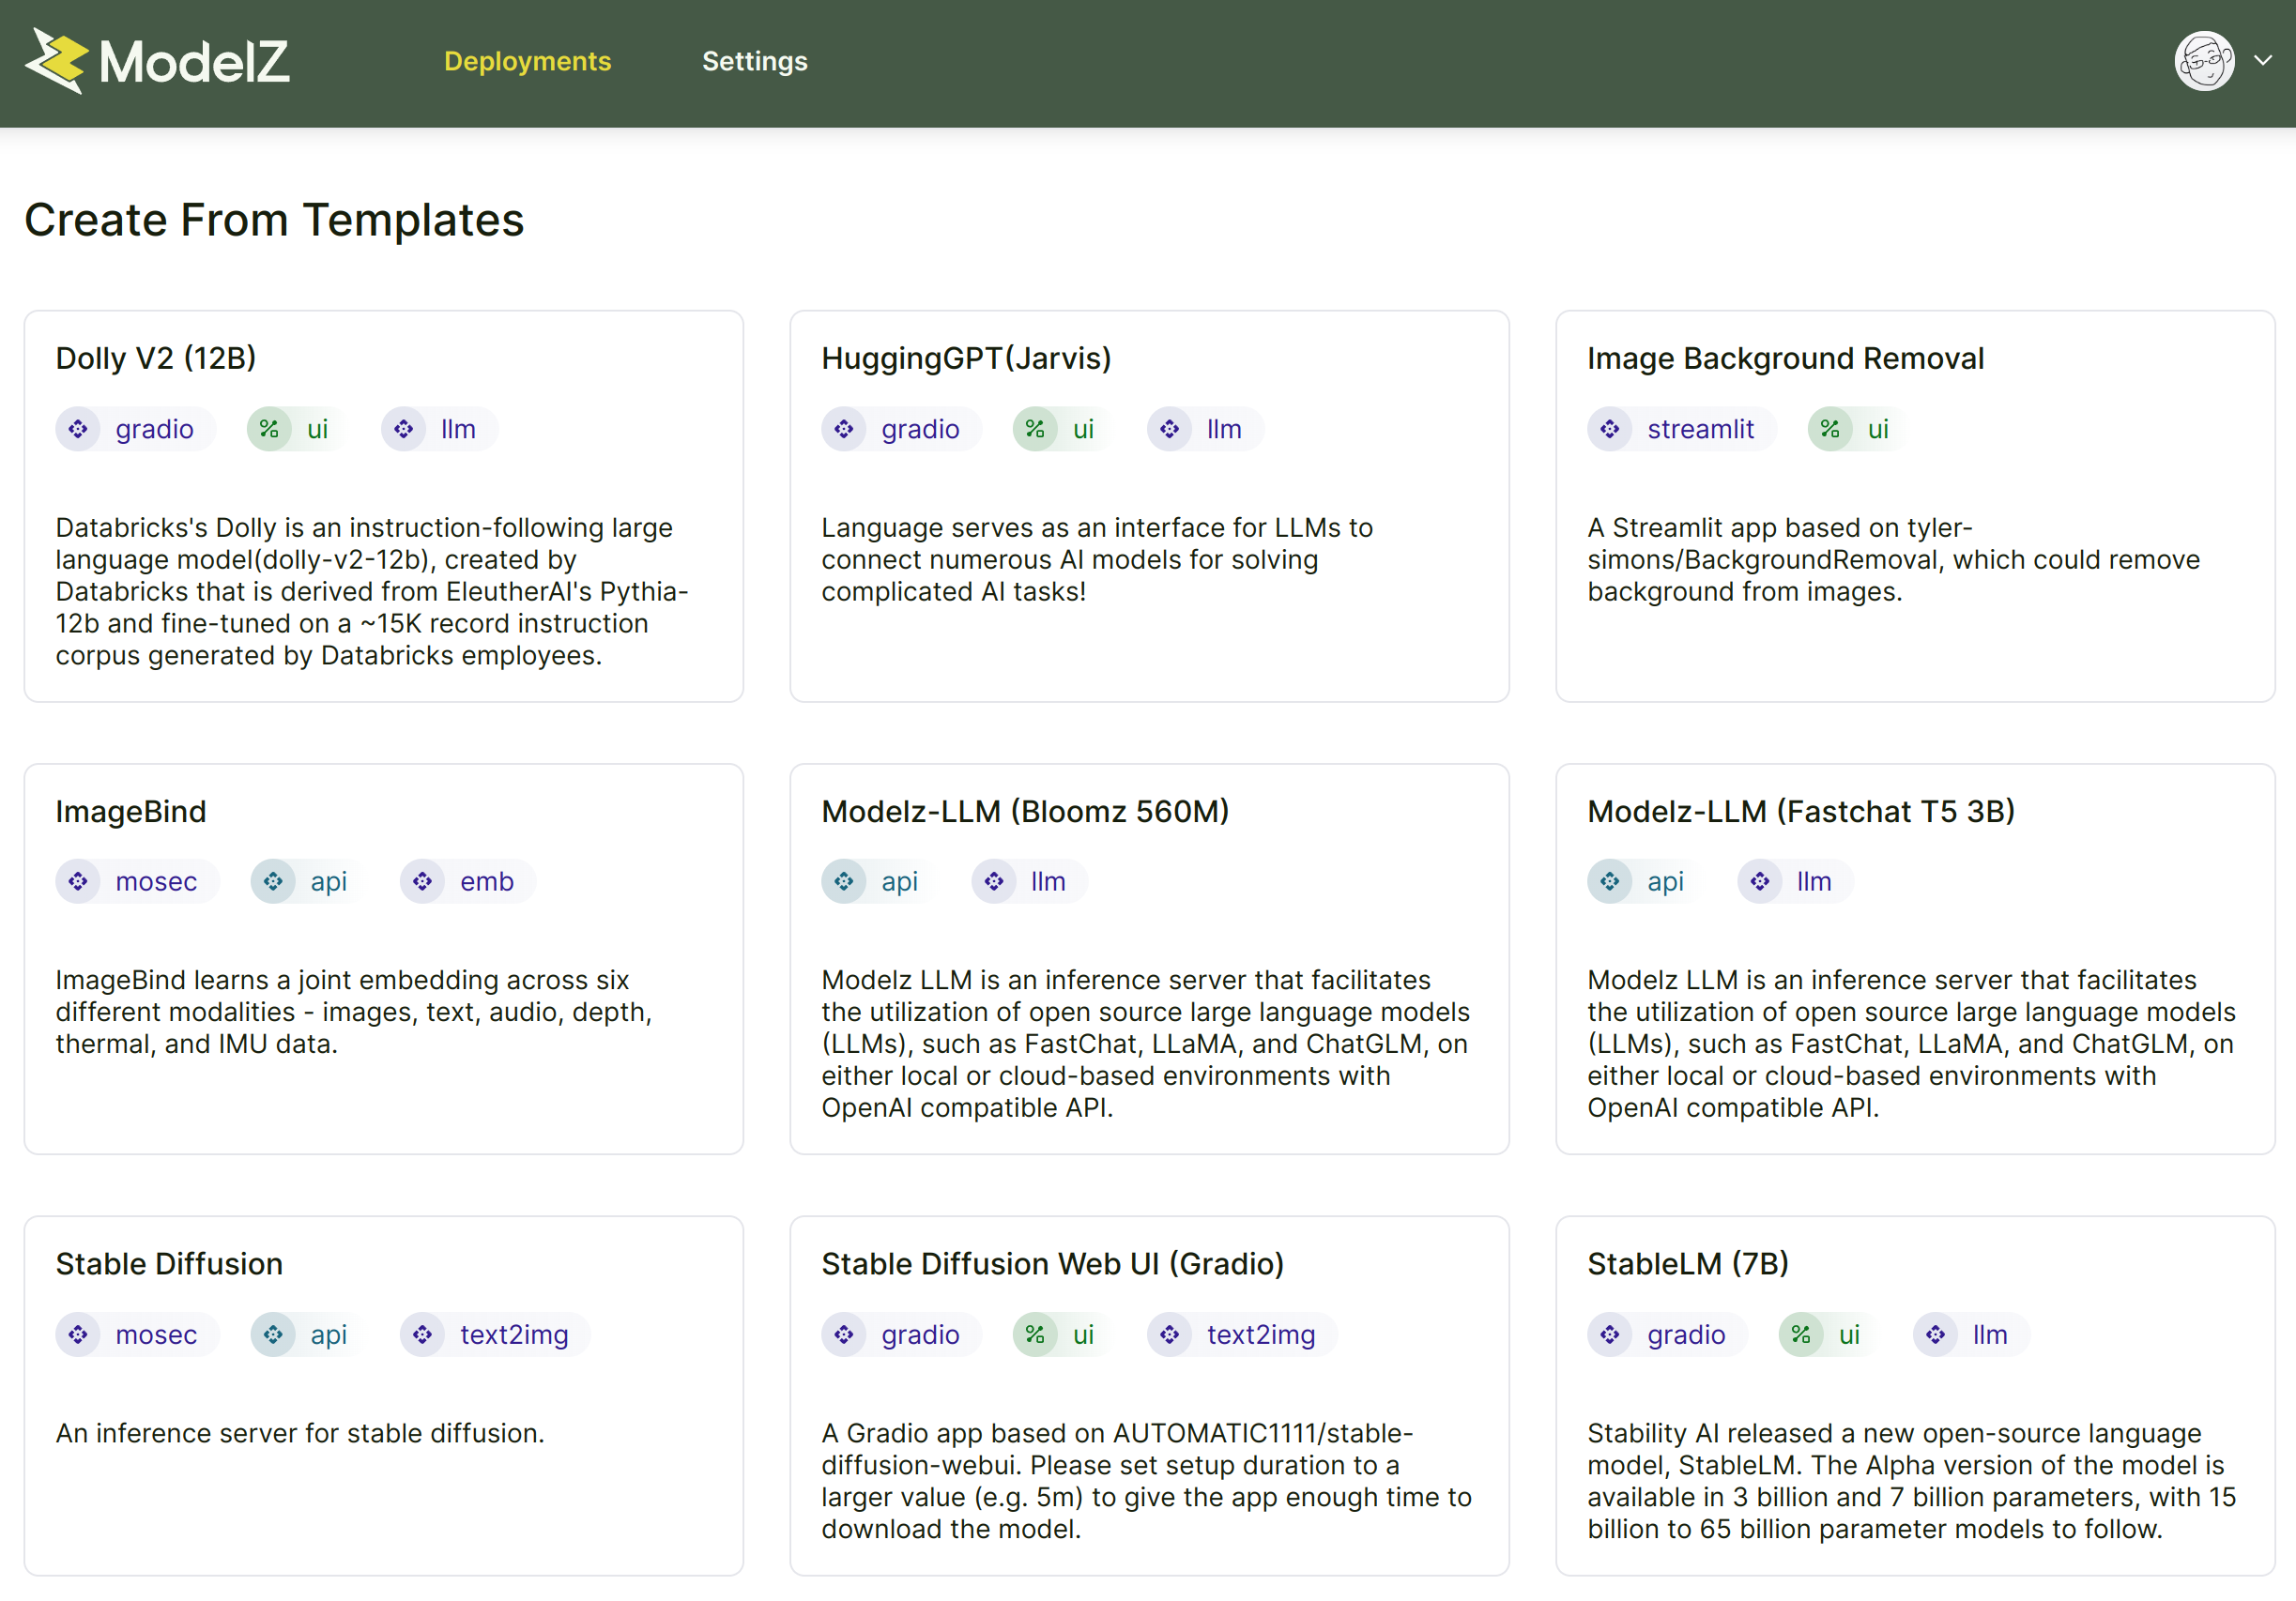 ModelZ
Deployments
Settings
Create From Templates
Dolly V2 (12B)
gradio
ui
llm
Databricks's Dolly is an instruction-following large
language model(dolly-v2-12b), created by
Databricks that is derived from EleutherAI's Pythia-
12b and fine-tuned on a ~15K record instruction
corpus generated by Databricks employees.
HuggingGPT(Jarvis)
gradio
ui
llm
Language serves as an interface for LLMs to
connect numerous AI models for solving
complicated AI tasks!
Image Background Removal
streamlit
ui
A Streamlit app based on tyler-
simons/BackgroundRemoval, which could remove
background from images.
ImageBind
mosec
api
emb
ImageBind learns a joint embedding across six
different modalities - images, text, audio, depth,
thermal, and IMU data.
Modelz-LLM (Bloomz 560M)
api
llm
Modelz LLM is an inference server that facilitates
the utilization of open source large language models
(LLMs), such as FastChat, LLaMA, and ChatGLM, on
either local or cloud-based environments with
OpenAI compatible API.
Modelz-LLM (Fastchat T5 3B)
api
llm
Modelz LLM is an inference server that facilitates
the utilization of open source large language models
(LLMs), such as FastChat, LLaMA, and ChatGLM, on
either local or cloud-based environments with
OpenAI compatible API.
Stable Diffusion
mosec
api
text2img
An inference server for stable diffusion.
Stable Diffusion Web UI (Gradio)
gradio
ui
text2img
A Gradio app based on AUTOMATIC1111/stable-
diffusion-webui. Please set setup duration to a
larger value (e.g. 5m) to give the app enough time to
download the model.
StableLM (7B)
gradio
ui
llm
Stability AI released a new open-source language
model, StableLM. The Alpha version of the model is
available in 3 billion and 7 billion parameters, with 15
billion to 65 billion parameter models to follow.